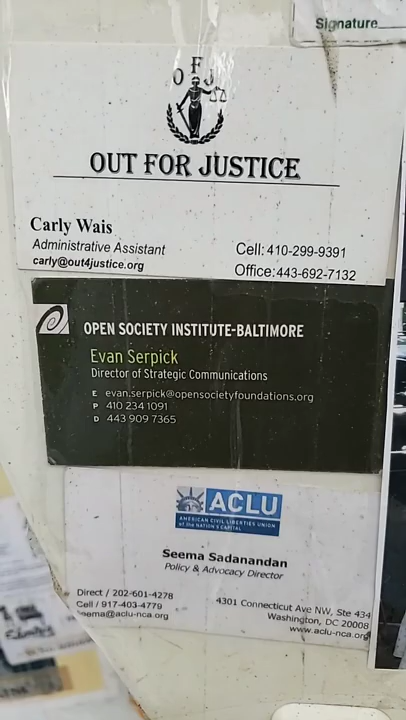 Signature
OFJ
OUT FOR JUSTICE
Carly Wais
Administrative Assistant
carly@out4justice.org
Cell: 410-299-9391
Office: 443-692-7132
OPEN SOCIETY INSTITUTE-BALTIMORE
Evan Serpick
Director of Strategic Communications
E evan.serpick@opensocietyfoundations.org
P 410 234 1091
D 443 909 7365
ACLU
AMERICAN CIVIL LIBERTIES UNION
of the NATION'S CAPITAL
Seema Sadanandan
Policy & Advocacy Director
Direct / 202-601-4278
Cell / 917-403-4779
seema@aclu-nca.org
4301 Connecticut Ave NW, Ste 434
Washington, DC 20008
www.aclu-nca.org